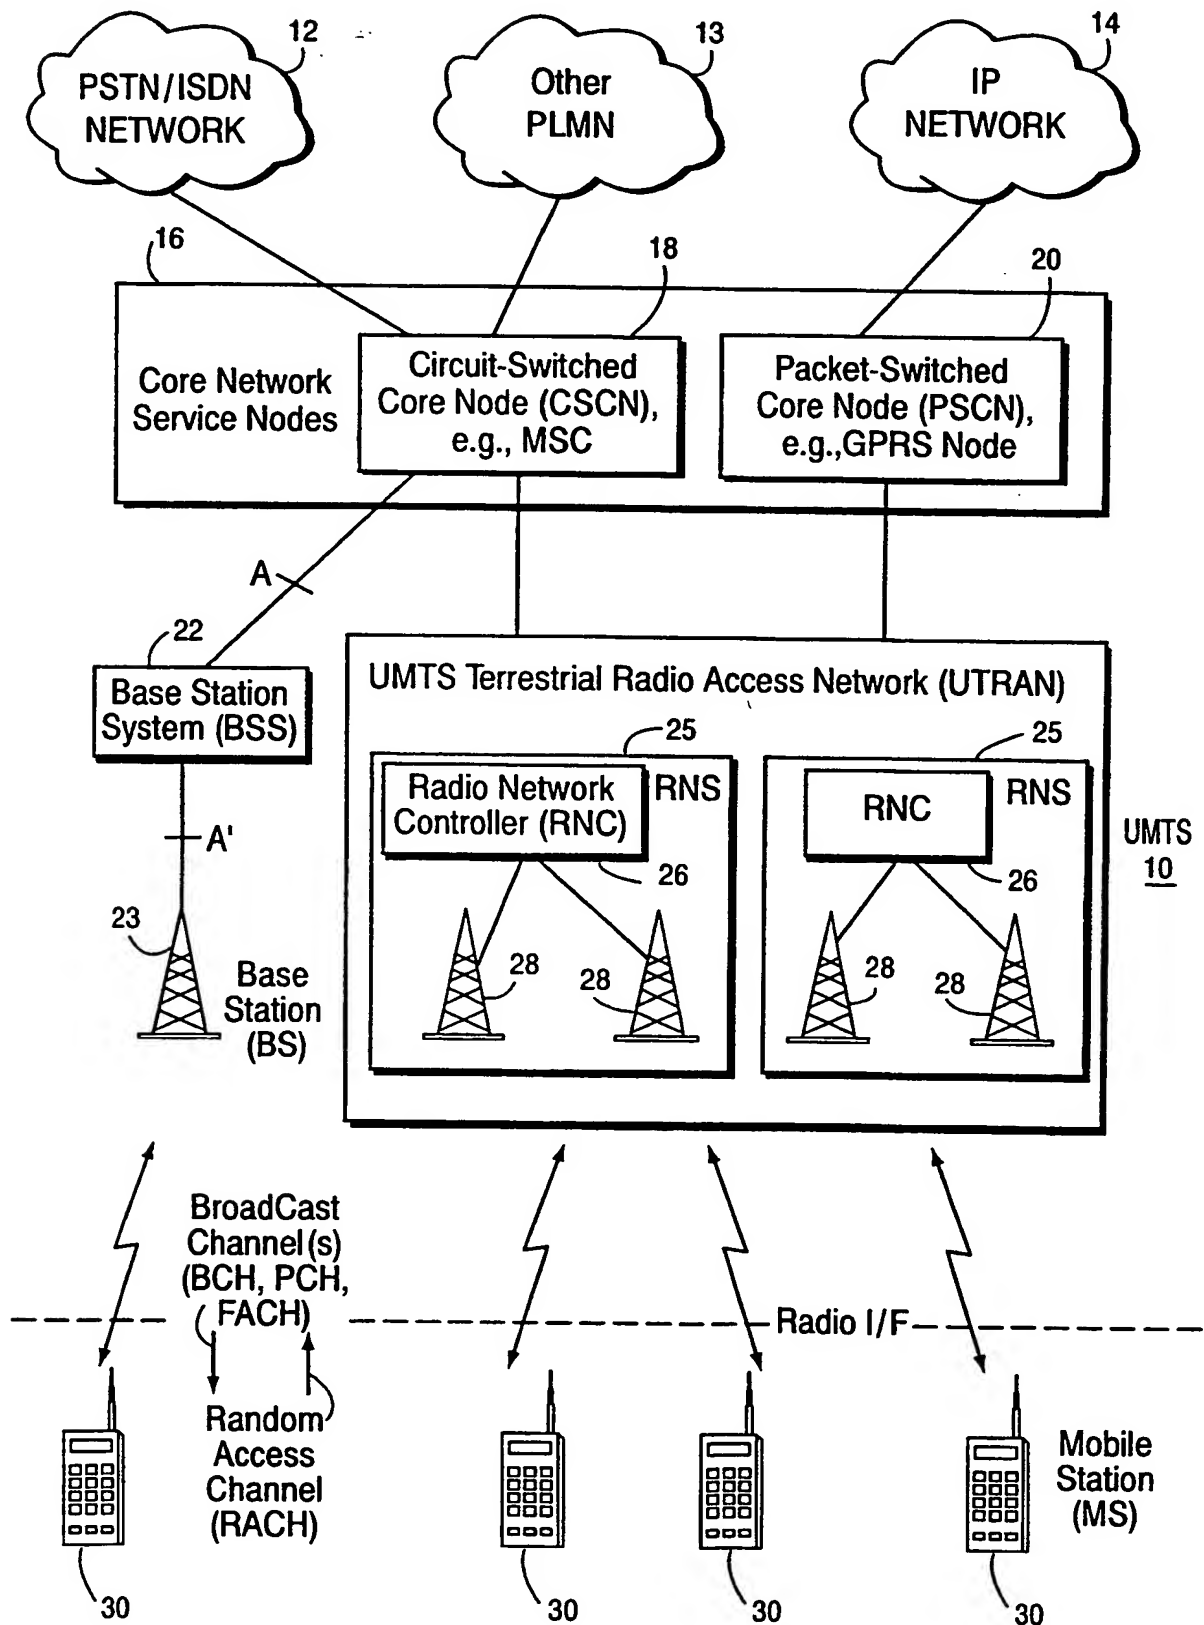 12
13
14
PSTN/ISDN
NETWORK
Other
PLMN
IP
NETWORK
16
18
20
Core Network
Service Nodes
Circuit-Switched
Core Node (CSCN),
e.g., MSC
Packet-Switched
Core Node (PSCN),
e.g.,GPRS Node
A
22
Base Station
System (BSS)
UMTS Terrestrial Radio Access Network (UTRAN)
25
25
Radio Network
Controller (RNC)
RNS
RNC
RNS
A'
26
26
UMTS
10
23
Base
Station
(BS)
28
28
28
28
BroadCast
Channel(s)
(BCH, PCH,
FACH)
Radio I/F
Random
Access
Channel
(RACH)
Mobile
Station
(MS)
30
30
30
30